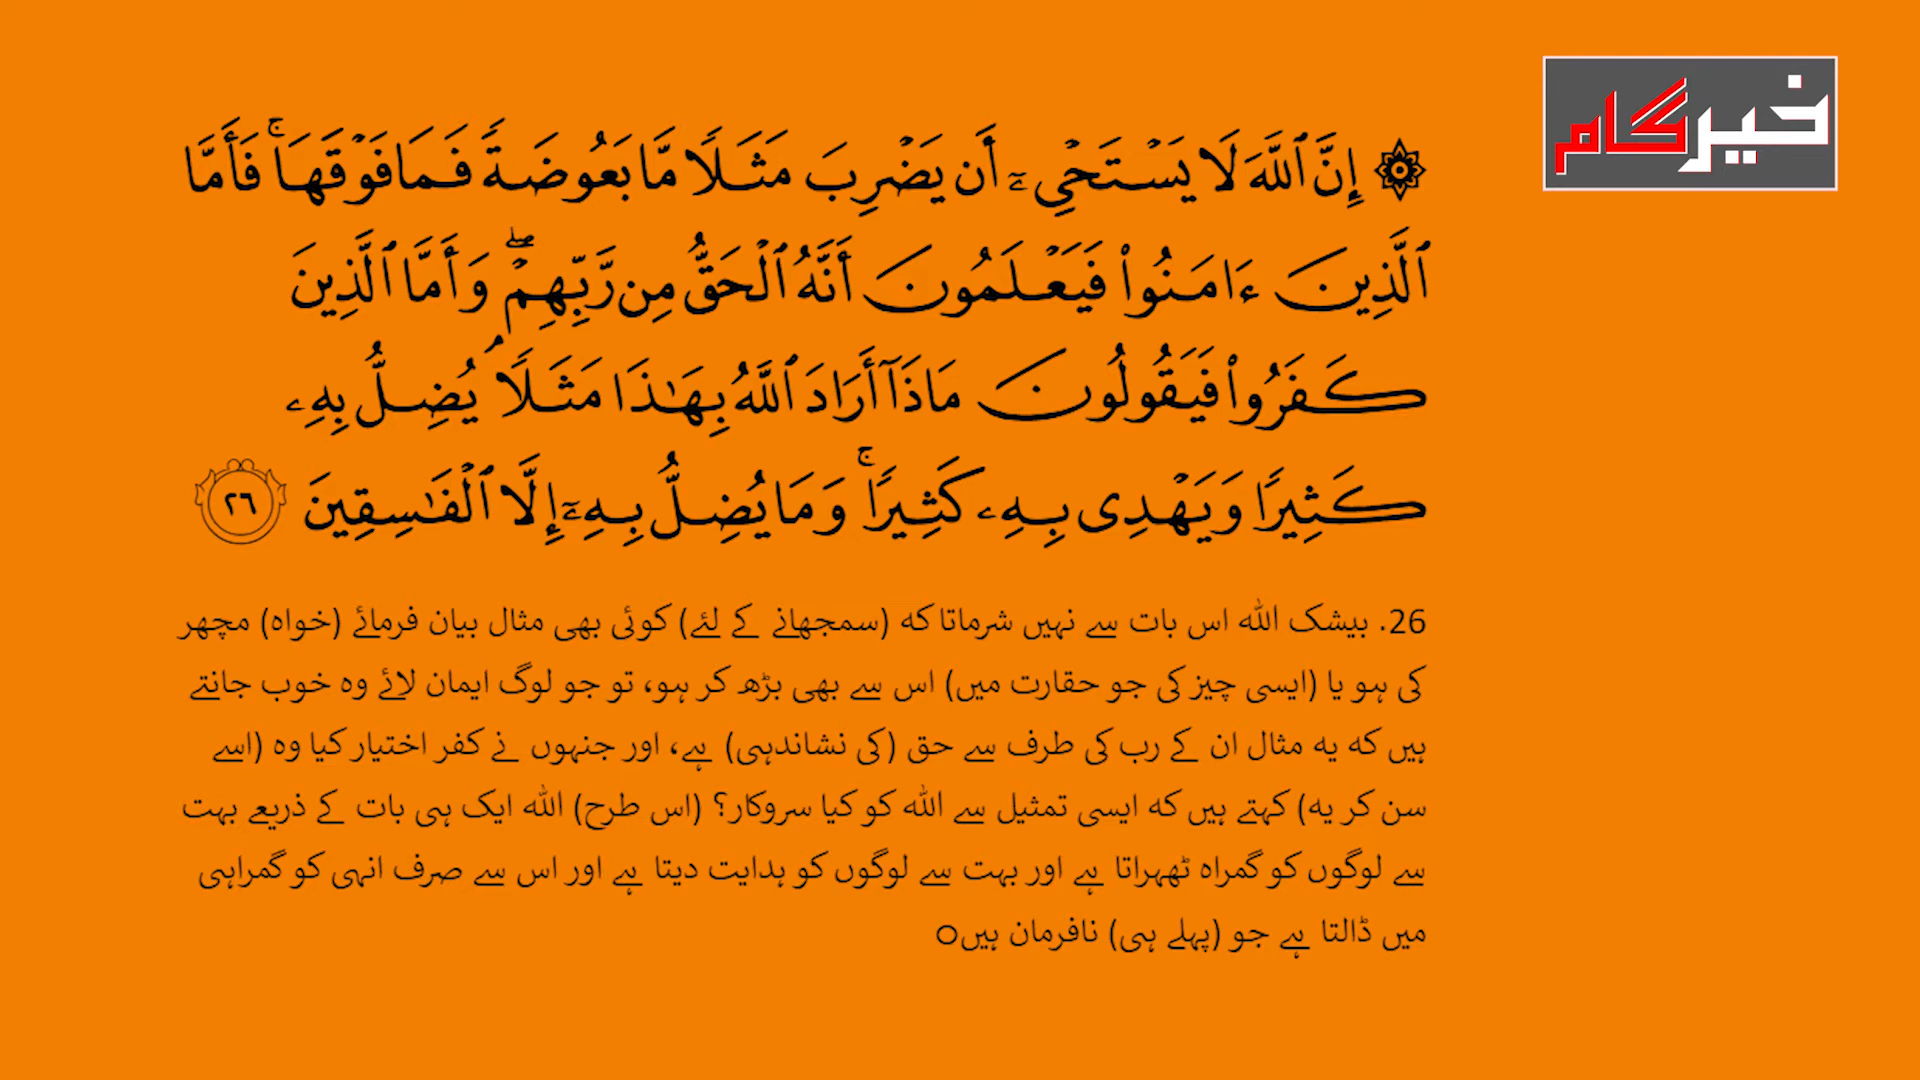 خیر گام
۞ إِنَّ ٱللَّهَ لَا يَسۡتَحۡيِۦٓ أَن يَضۡرِبَ مَثَلٗا مَّا بَعُوضَةٗ فَمَا فَوۡقَهَاۚ فَأَمَّا
ٱلَّذِينَ ءَامَنُواْ فَيَعۡلَمُونَ أَنَّهُ ٱلۡحَقُّ مِن رَّبِّهِمۡۖ وَأَمَّا ٱلَّذِينَ
كَفَرُواْ فَيَقُولُونَ مَاذَآ أَرَادَ ٱللَّهُ بِهَٰذَا مَثَلٗاۘ يُضِلُّ بِهِۦ
كَثِيرٗا وَيَهۡدِي بِهِۦ كَثِيرٗاۚ وَمَا يُضِلُّ بِهِۦٓ إِلَّا ٱلۡفَٰسِقِينَ ٢٦
26. بیشک اللہ اس بات سے نہیں شرماتا کہ (سمجھانے کے لئے) کوئی بھی مثال بیان فرمائے (خواہ) مچھر
کی ہو یا (ایسی چیز کی جو حقارت میں) اس سے بھی بڑھ کر ہو، تو جو لوگ ایمان لائے وہ خوب جانتے
ہیں کہ یہ مثال ان کے رب کی طرف سے حق (کی نشاندہی) ہے، اور جنہوں نے کفر اختیار کیا وہ (اسے
سن کر یہ) کہتے ہیں کہ ایسی تمثیل سے اللہ کو کیا سروکار؟ (اس طرح) اللہ ایک ہی بات کے ذریعے بہت
سے لوگوں کو گمراہ ٹھہراتا ہے اور بہت سے لوگوں کو ہدایت دیتا ہے اور اس سے صرف انہی کو گمراہی
میں ڈالتا ہے جو (پہلے ہی) نافرمان ہیںo